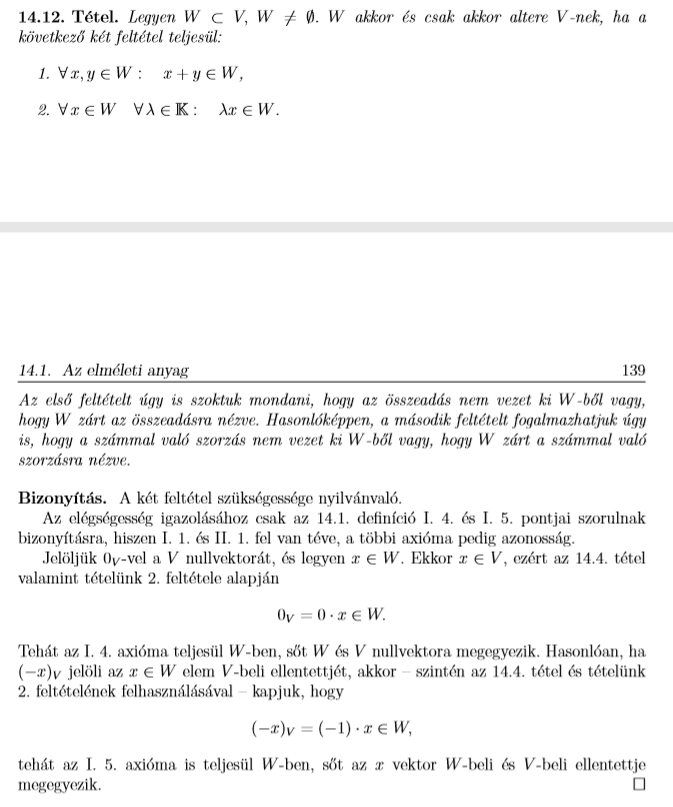 14.12. Tétel. Legyen W ⊂ V, W ≠ ∅. W akkor és csak akkor altere V-nek, ha a
következő két feltétel teljesül:
1. ∀x, y ∈ W : x + y ∈ W,
2. ∀x ∈ W ∀λ ∈ 𝕂 : λx ∈ W.
14.1. Az elméleti anyag 139
Az első feltételt úgy is szoktuk mondani, hogy az összeadás nem vezet ki W-ből vagy,
hogy W zárt az összeadásra nézve. Hasonlóképpen, a második feltételt fogalmazhatjuk úgy
is, hogy a számmal való szorzás nem vezet ki W-ből vagy, hogy W zárt a számmal való
szorzásra nézve.
Bizonyítás. A két feltétel szükségessége nyilvánvaló.
Az elégségesség igazolásához csak az 14.1. definíció I. 4. és I. 5. pontjai szorulnak
bizonyításra, hiszen I. 1. és II. 1. fel van téve, a többi axióma pedig azonosság.
Jelöljük 0V-vel a V nullvektorát, és legyen x ∈ W. Ekkor x ∈ V, ezért az 14.4. tétel
valamint tételünk 2. feltétele alapján
0V = 0 · x ∈ W.
Tehát az I. 4. axióma teljesül W-ben, sőt W és V nullvektora megegyezik. Hasonlóan, ha
(−x)V jelöli az x ∈ W elem V-beli ellentettjét, akkor – szintén az 14.4. tétel és tételünk
2. feltételének felhasználásával – kapjuk, hogy
(−x)V = (−1) · x ∈ W,
tehát az I. 5. axióma is teljesül W-ben, sőt az x vektor W-beli és V-beli ellentettje
megegyezik. □